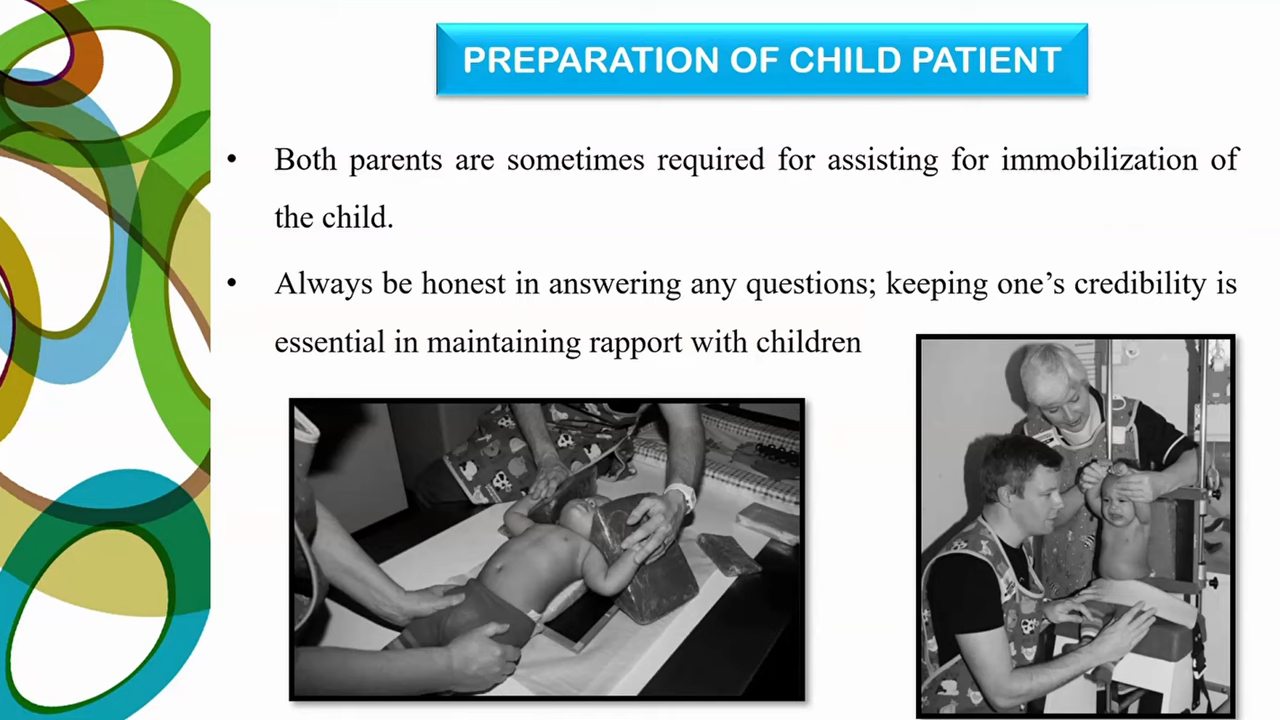 PREPARATION OF CHILD PATIENT
• Both parents are sometimes required for assisting for immobilization of
the child.
• Always be honest in answering any questions; keeping one’s credibility is
essential in maintaining rapport with children